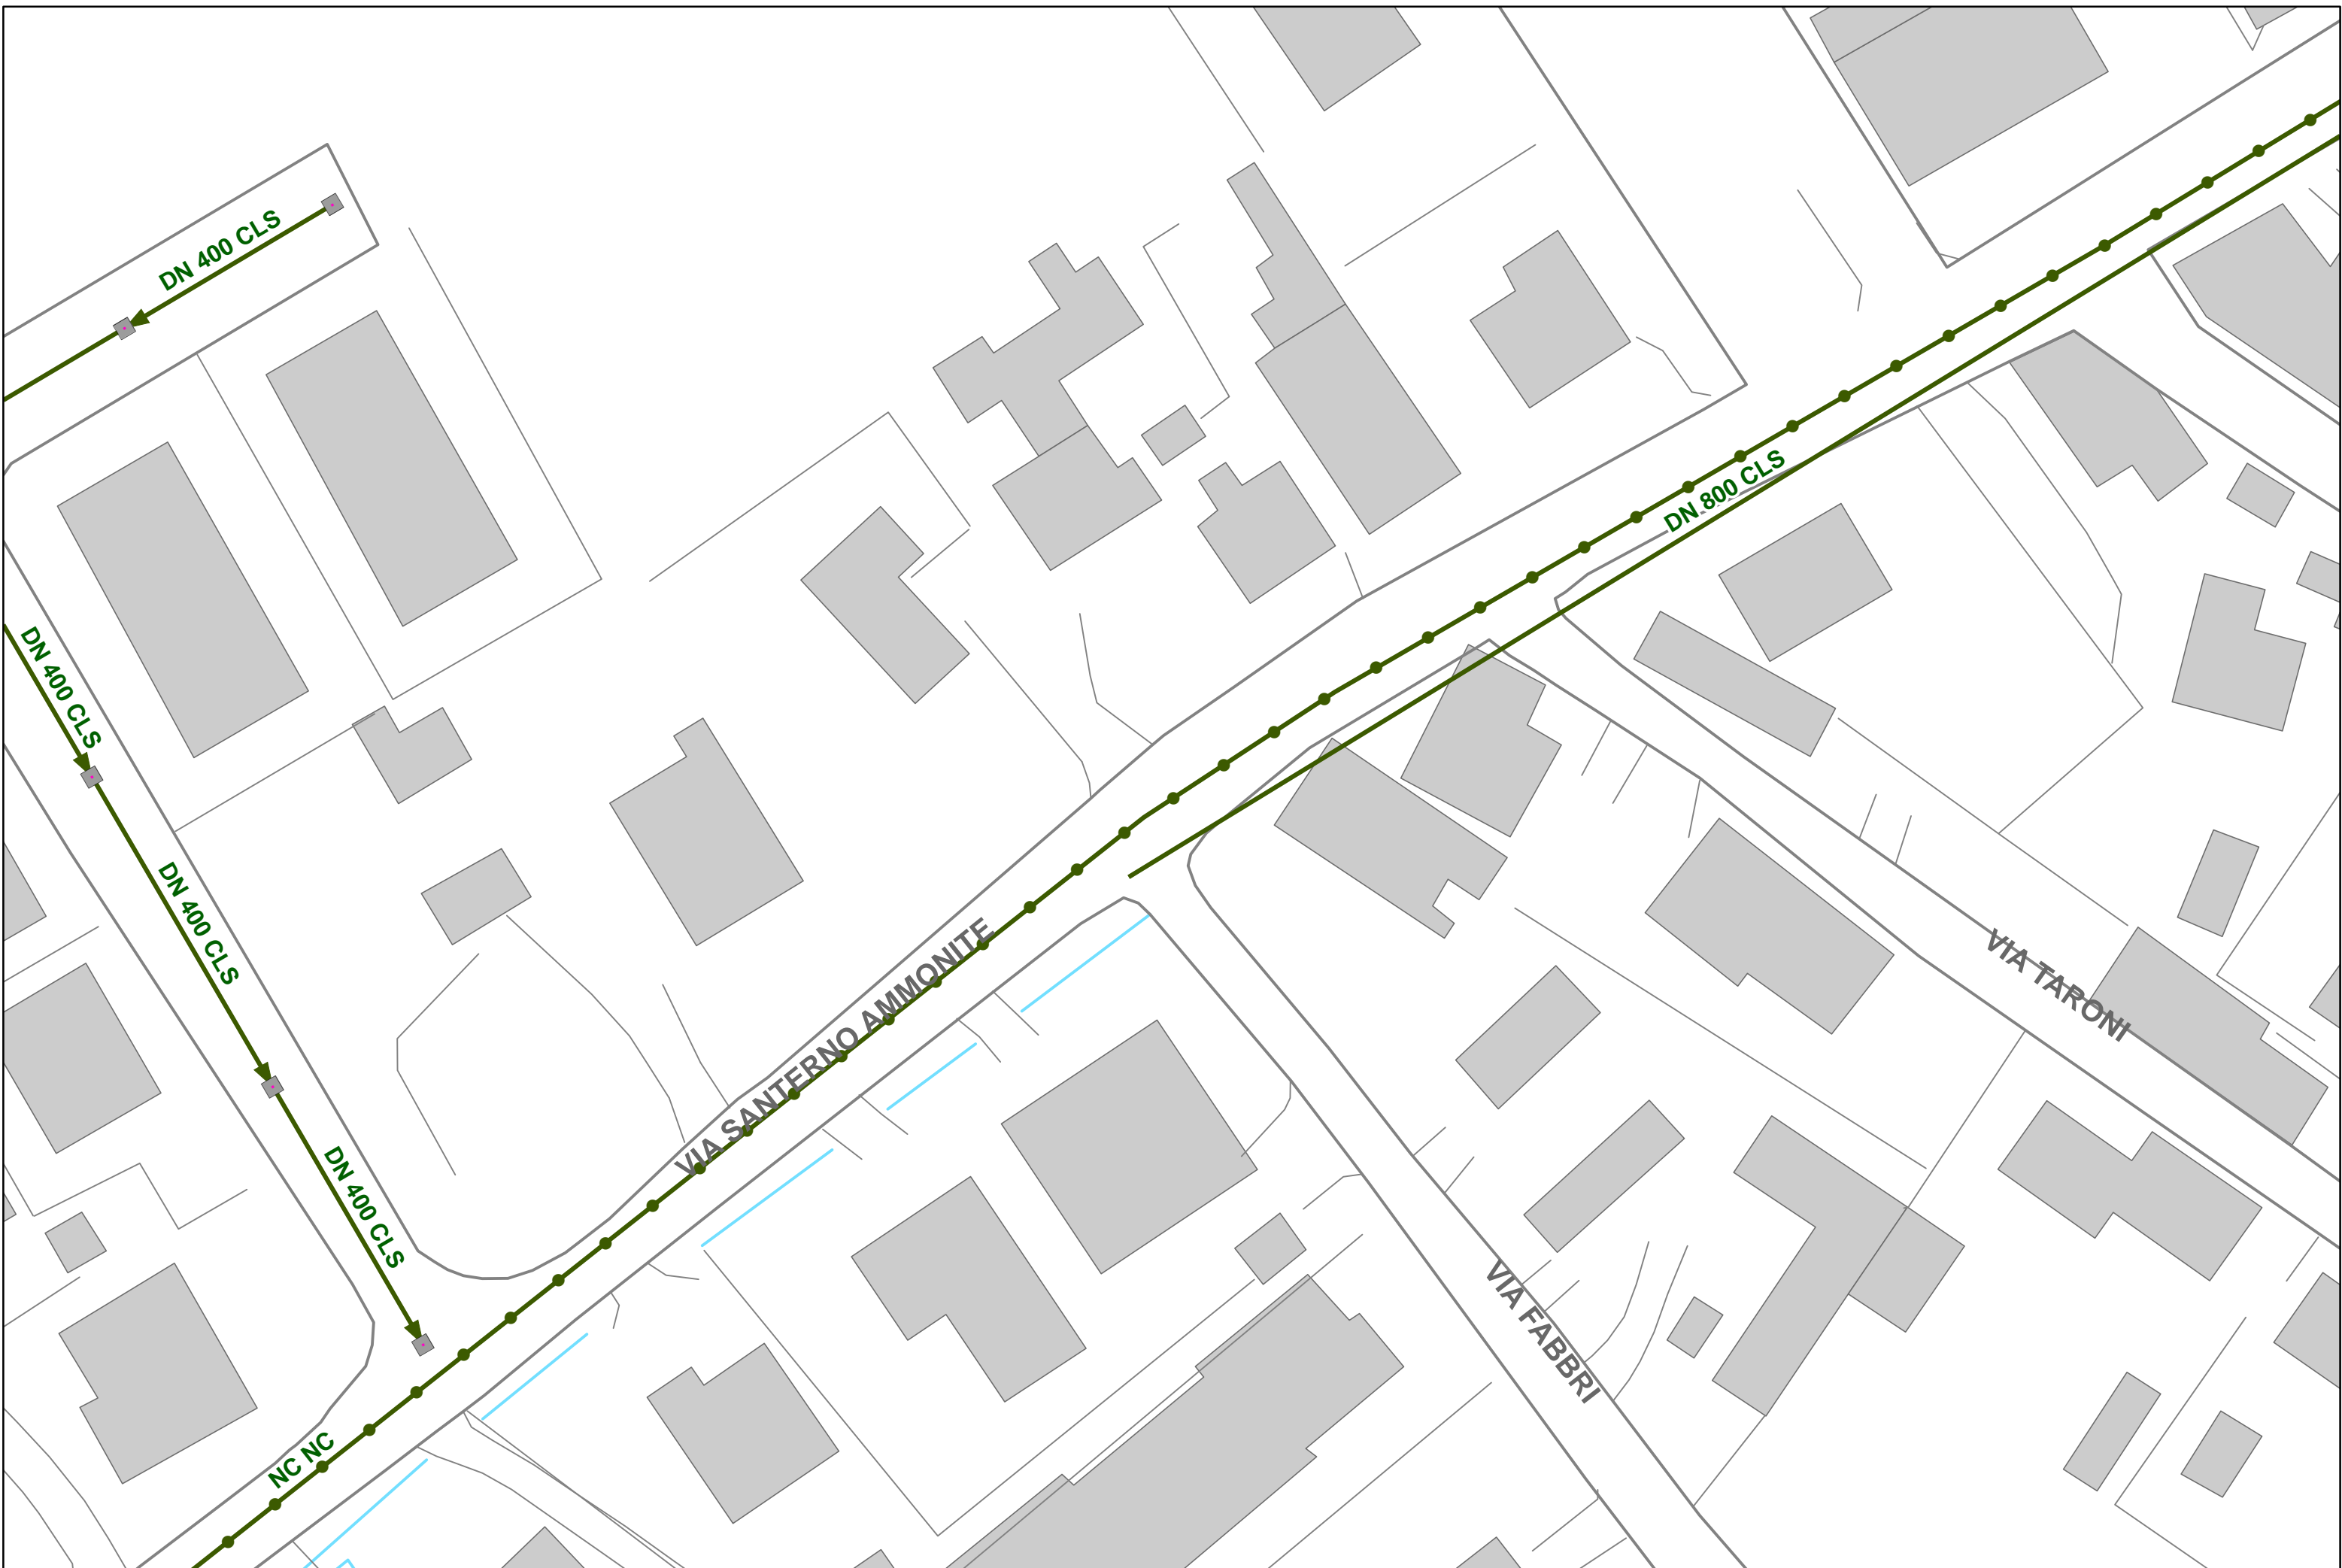 DN 400 CLS
DN 800 CLS
DN 400 CLS
DN 400 CLS
VIA SANTERNO AMMONITE
VIA TARONI
DN 400 CLS
VIA FABBRI
NC NC